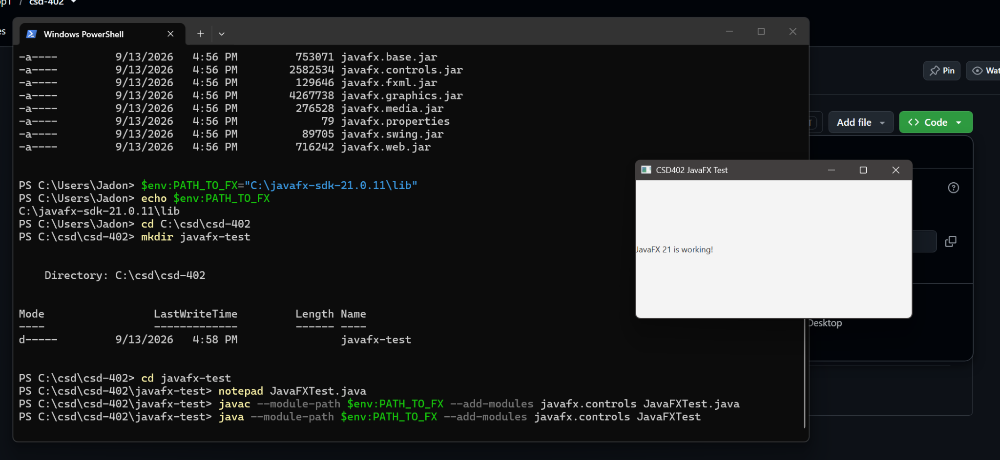 / csd-402
Windows PowerShell
-a---- 9/13/2026 4:56 PM 753071 javafx.base.jar
-a---- 9/13/2026 4:56 PM 2582534 javafx.controls.jar
-a---- 9/13/2026 4:56 PM 129646 javafx.fxml.jar
-a---- 9/13/2026 4:56 PM 4267738 javafx.graphics.jar
-a---- 9/13/2026 4:56 PM 276528 javafx.media.jar
-a---- 9/13/2026 4:56 PM 79 javafx.properties
-a---- 9/13/2026 4:56 PM 89705 javafx.swing.jar
-a---- 9/13/2026 4:56 PM 716242 javafx.web.jar
PS C:\Users\Jadon> $env:PATH_TO_FX="C:\javafx-sdk-21.0.11\lib"
PS C:\Users\Jadon> echo $env:PATH_TO_FX
C:\javafx-sdk-21.0.11\lib
PS C:\Users\Jadon> cd C:\csd\csd-402
PS C:\csd\csd-402> mkdir javafx-test
Directory: C:\csd\csd-402
Mode LastWriteTime Length Name
---- ------------- ------ ----
d----- 9/13/2026 4:58 PM javafx-test
PS C:\csd\csd-402> cd javafx-test
PS C:\csd\csd-402\javafx-test> notepad JavaFXTest.java
PS C:\csd\csd-402\javafx-test> javac --module-path $env:PATH_TO_FX --add-modules javafx.controls JavaFXTest.java
PS C:\csd\csd-402\javafx-test> java --module-path $env:PATH_TO_FX --add-modules javafx.controls JavaFXTest
CSD402 JavaFX Test
JavaFX 21 is working!
Pin
Add file
<> Code
Desktop